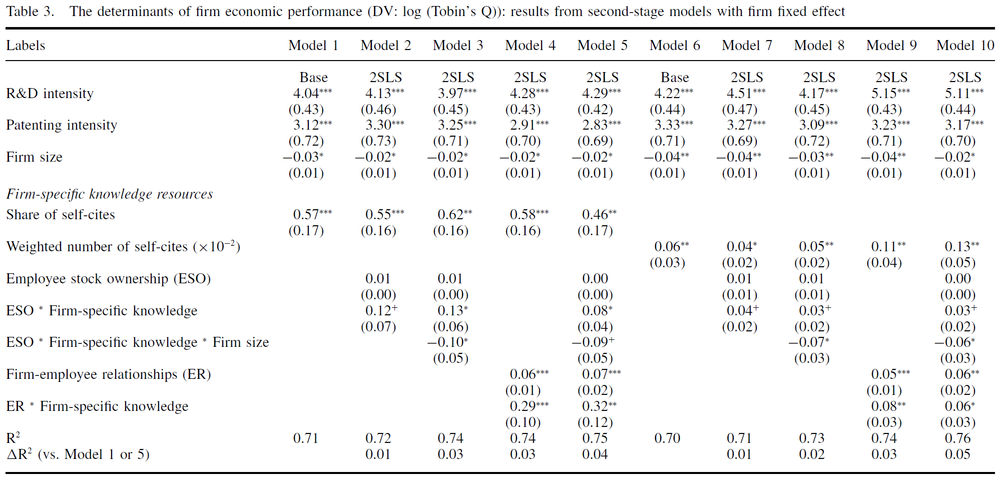 Table 3. The determinants of firm economic performance (DV: log (Tobin's Q)): results from second-stage models with firm fixed effect
Labels Model 1 Model 2 Model 3 Model 4 Model 5 Model 6 Model 7 Model 8 Model 9 Model 10
Base 2SLS 2SLS 2SLS 2SLS Base 2SLS 2SLS 2SLS 2SLS
R&D intensity 4.04*** 4.13*** 3.97*** 4.28*** 4.29*** 4.22*** 4.51*** 4.17*** 5.15*** 5.11***
(0.43) (0.46) (0.45) (0.43) (0.42) (0.44) (0.47) (0.45) (0.43) (0.44)
Patenting intensity 3.12*** 3.30*** 3.25*** 2.91*** 2.83*** 3.33*** 3.27*** 3.09*** 3.23*** 3.17***
(0.72) (0.73) (0.71) (0.70) (0.69) (0.71) (0.69) (0.72) (0.71) (0.70)
Firm size −0.03* −0.02* −0.02* −0.02* −0.02* −0.04** −0.04** −0.03** −0.04** −0.02*
(0.01) (0.01) (0.01) (0.01) (0.01) (0.01) (0.01) (0.01) (0.01) (0.01)
Firm-specific knowledge resources
Share of self-cites 0.57*** 0.55*** 0.62** 0.58*** 0.46**
(0.17) (0.16) (0.16) (0.16) (0.17)
Weighted number of self-cites (×10⁻²) 0.06** 0.04* 0.05** 0.11** 0.13**
(0.03) (0.02) (0.02) (0.04) (0.05)
Employee stock ownership (ESO) 0.01 0.01 0.00 0.01 0.01 0.00
(0.00) (0.00) (0.00) (0.01) (0.01) (0.00)
ESO * Firm-specific knowledge 0.12⁺ 0.13* 0.08* 0.04⁺ 0.03⁺ 0.03⁺
(0.07) (0.06) (0.04) (0.02) (0.02) (0.02)
ESO * Firm-specific knowledge * Firm size −0.10* −0.09⁺ −0.07* −0.06*
(0.05) (0.05) (0.03) (0.03)
Firm-employee relationships (ER) 0.06*** 0.07*** 0.05*** 0.06**
(0.01) (0.02) (0.01) (0.02)
ER * Firm-specific knowledge 0.29*** 0.32** 0.08** 0.06*
(0.10) (0.12) (0.03) (0.03)
R² 0.71 0.72 0.74 0.74 0.75 0.70 0.71 0.73 0.74 0.76
ΔR² (vs. Model 1 or 5) 0.01 0.03 0.03 0.04 0.01 0.02 0.03 0.05